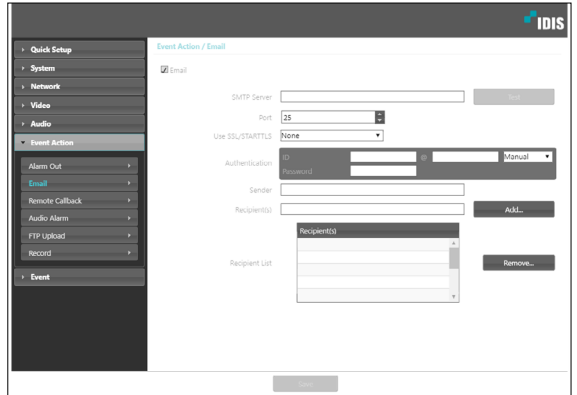 IDIS
Quick Setup
System
Network
Video
Audio
Event Action
Alarm Out
Email
Remote Callback
Audio Alarm
FTP Upload
Record
Event
Event Action / Email
Email
SMTP Server
Test
Port 25
Use SSL/STARTTLS None
Authentication ID @ Manual
Password
Sender
Recipient(s) Add...
Recipient(s)
Recipient List Remove...
Save